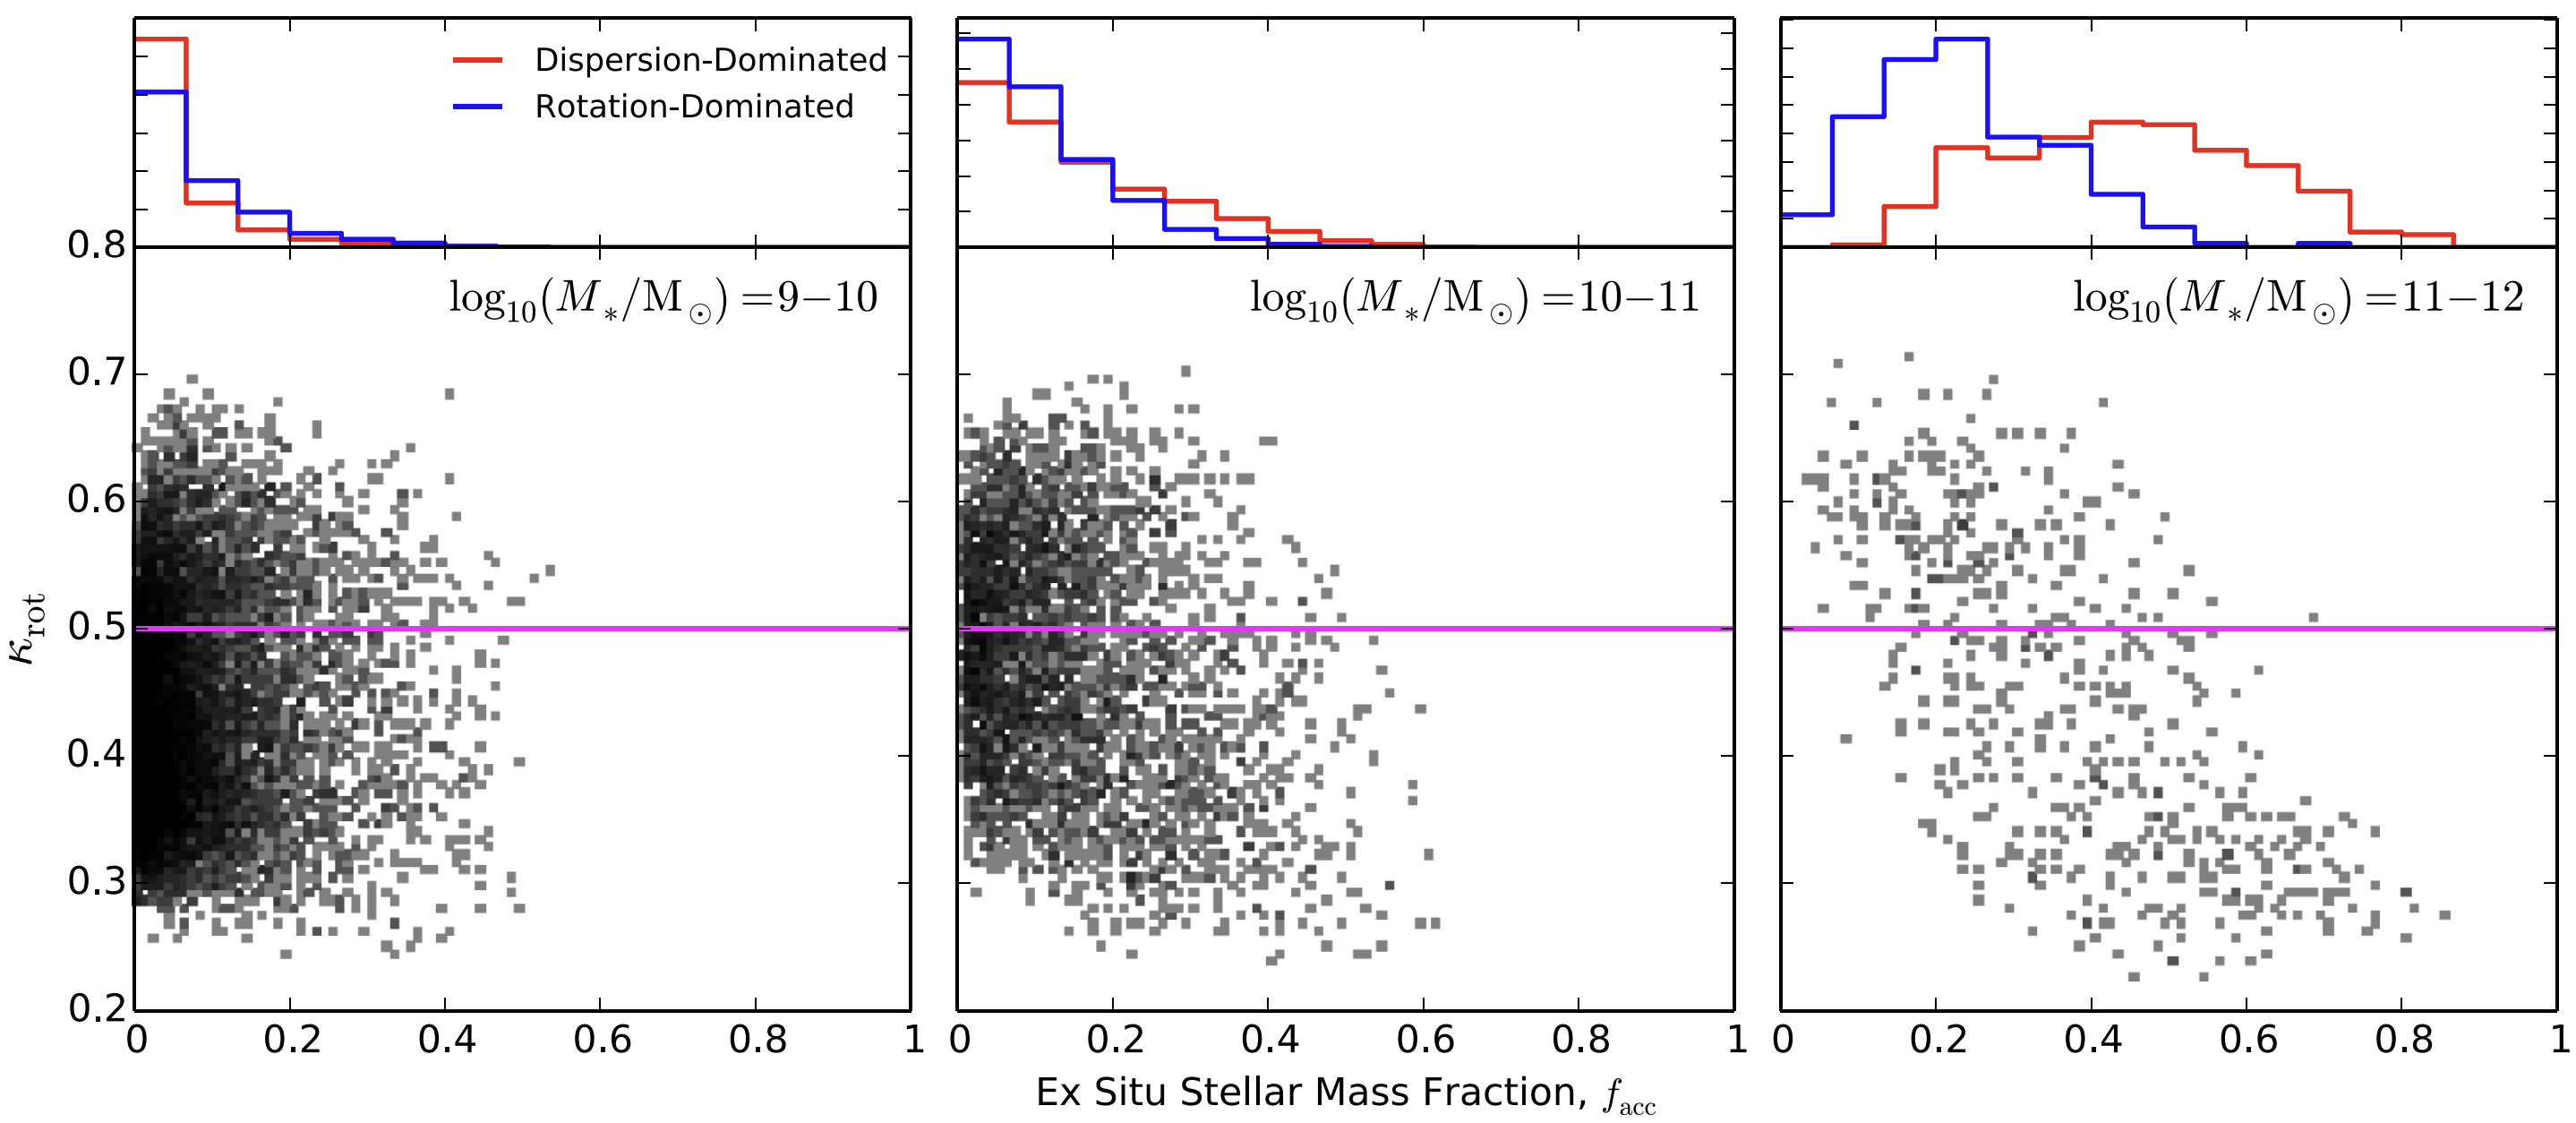 Dispersion-Dominated
Rotation-Dominated
log₁₀(M*/M☉) = 9−10
log₁₀(M*/M☉) = 10−11
log₁₀(M*/M☉) = 11−12
0.8
0.7
0.6
0.5
0.4
0.3
0.2
κrot
0 0.2 0.4 0.6 0.8 1 0 0.2 0.4 0.6 0.8 1 0 0.2 0.4 0.6 0.8 1
Ex Situ Stellar Mass Fraction, facc